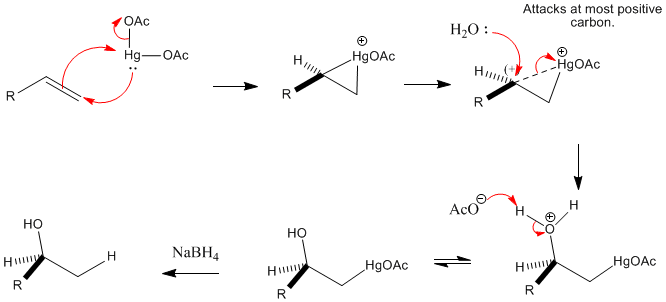 OAc
Hg
OAc
R
⊕
HgOAc
H
R
Attacks at most positive
carbon.
H₂O:
⊕
HgOAc
H
(+)
R
AcO⊖
H
H
⊕
O
HgOAc
H
R
HO
HgOAc
H
R
NaBH₄
HO
H
H
R